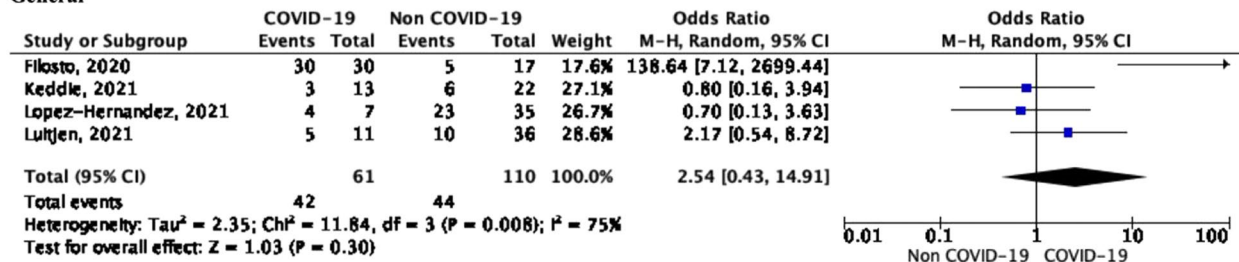 General
COVID-19 Non COVID-19 Odds Ratio Odds Ratio
Study or Subgroup Events Total Events Total Weight M-H, Random, 95% CI M-H, Random, 95% CI
Filosto, 2020 30 30 5 17 17.6% 138.64 [7.12, 2699.44]
Keddie, 2021 3 13 6 22 27.1% 0.80 [0.16, 3.94]
Lopez-Hernandez, 2021 4 7 23 35 26.7% 0.70 [0.13, 3.63]
Luitjen, 2021 5 11 10 36 28.6% 2.17 [0.54, 8.72]
Total (95% CI) 61 110 100.0% 2.54 [0.43, 14.91]
Total events 42 44
Heterogeneity: Tau² = 2.35; Chi² = 11.84, df = 3 (P = 0.008); I² = 75%
Test for overall effect: Z = 1.03 (P = 0.30)
0.01 0.1 1 10 100
Non COVID-19 COVID-19